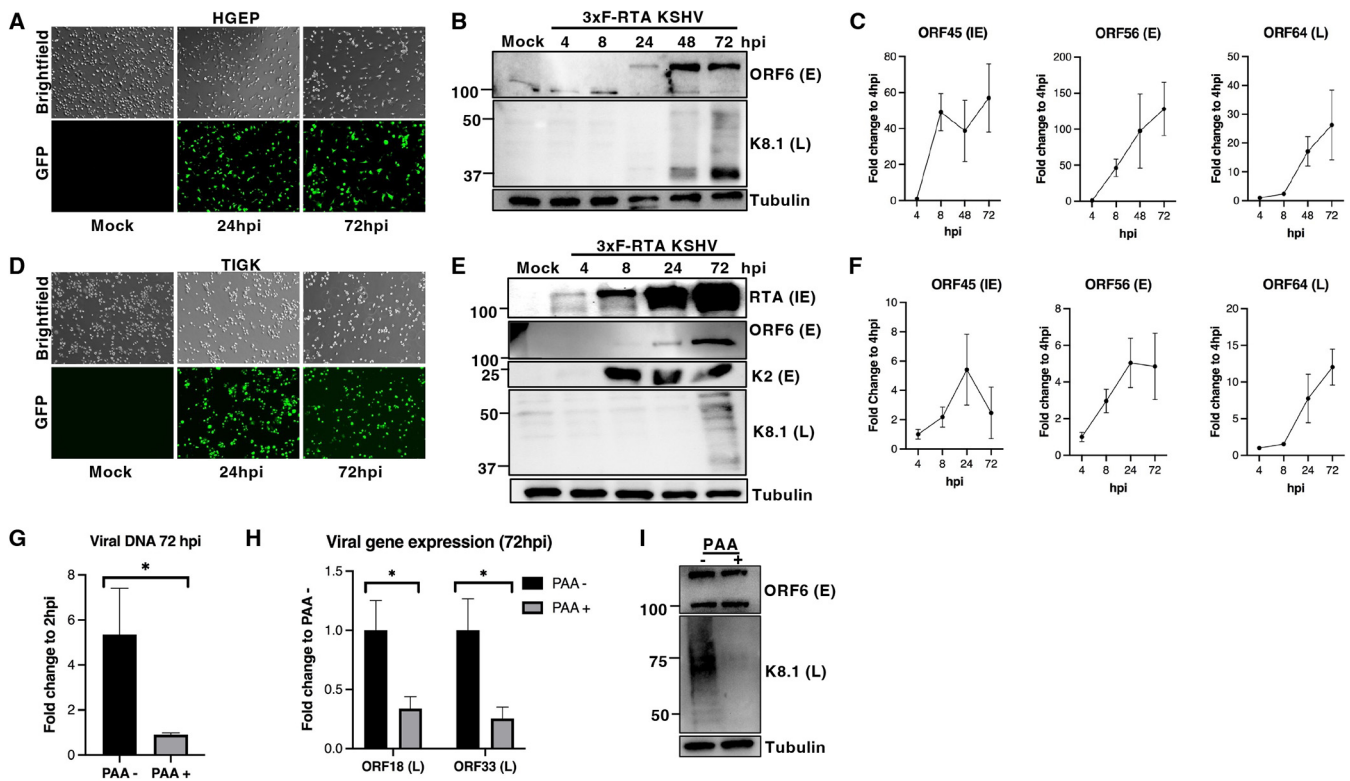 A
HGEP
Brightfield
GFP
Mock 24hpi 72hpi
B
3xF-RTA KSHV
Mock 4 8 24 48 72 hpi
ORF6 (E)
100
50
K8.1 (L)
37
Tubulin
C
ORF45 (IE)
Fold change to 4hpi
80
60
40
20
0
4 8 48 72
hpi
ORF56 (E)
Fold change to 4hpi
200
150
100
50
0
4 8 48 72
hpi
ORF64 (L)
Fold change to 4hpi
50
40
30
20
10
0
4 8 48 72
hpi
D
TIGK
Brightfield
GFP
Mock 24hpi 72hpi
E
3xF-RTA KSHV
Mock 4 8 24 72 hpi
RTA (IE)
100
ORF6 (E)
100
25
K2 (E)
50
K8.1 (L)
37
Tubulin
F
ORF45 (IE)
Fold Change to 4hpi
10
8
6
4
2
0
4 8 24 72
hpi
ORF56 (E)
Fold change to 4hpi
8
6
4
2
0
4 8 24 72
hpi
ORF64 (L)
Fold change to 4hpi
20
15
10
5
0
4 8 24 72
hpi
G
Viral DNA 72 hpi
Fold change to 2hpi
8
6
4
2
0
*
PAA - PAA +
H
Viral gene expression (72hpi)
Fold change to PAA -
1.5
1.0
0.5
0.0
* *
PAA -
PAA +
ORF18 (L) ORF33 (L)
I
PAA
- +
ORF6 (E)
100
75
K8.1 (L)
50
Tubulin